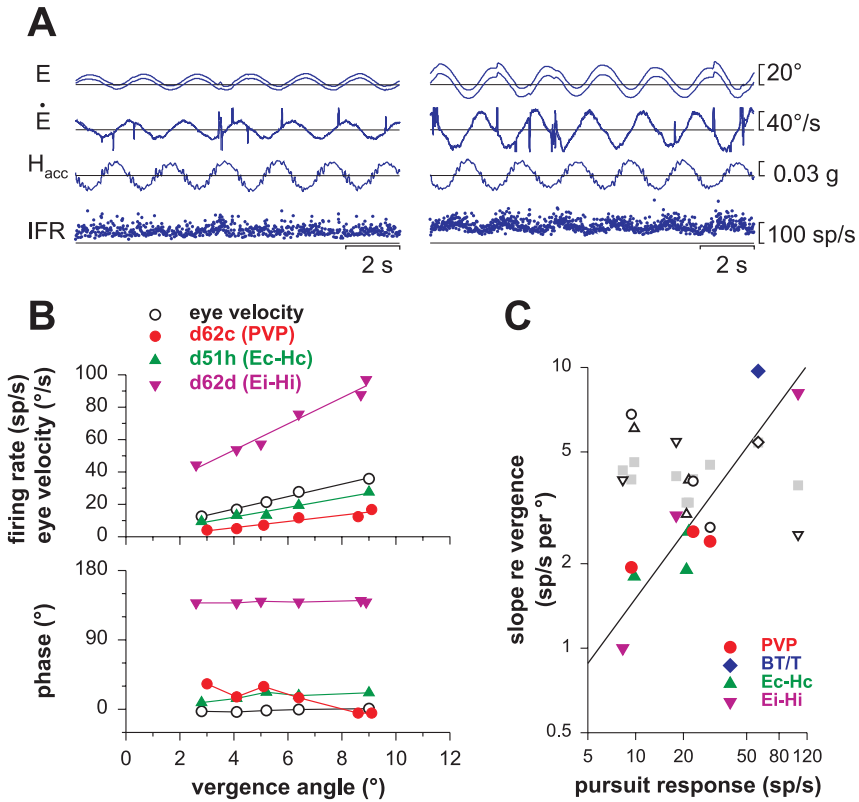 A
E
20°
Ė
40°/s
Hacc
0.03 g
IFR
100 sp/s
2 s
2 s
B
eye velocity
d62c (PVP)
d51h (Ec-Hc)
d62d (Ei-Hi)
firing rate (sp/s)
eye velocity (°/s)
100
80
60
40
20
0
phase (°)
180
90
0
0 2 4 6 8 10 12
vergence angle (°)
C
slope re vergence
(sp/s per °)
10
5
2
1
0.5
PVP
BT/T
Ec-Hc
Ei-Hi
5 10 20 50 80 120
pursuit response (sp/s)